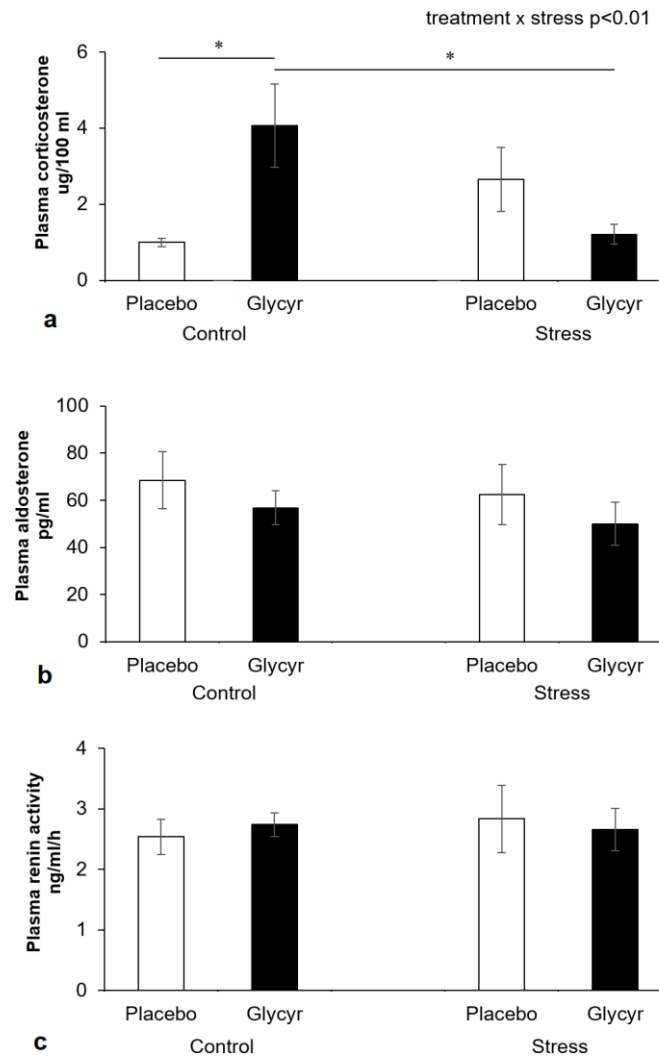 treatment x stress p<0.01
*
*
Plasma corticosterone
ug/100 ml
6
4
2
0
Placebo Glycyr Placebo Glycyr
a Control Stress
Plasma aldosterone
pg/ml
100
80
60
40
20
0
Placebo Glycyr Placebo Glycyr
b Control Stress
Plasma renin activity
ng/ml/h
4
3
2
1
0
Placebo Glycyr Placebo Glycyr
c Control Stress